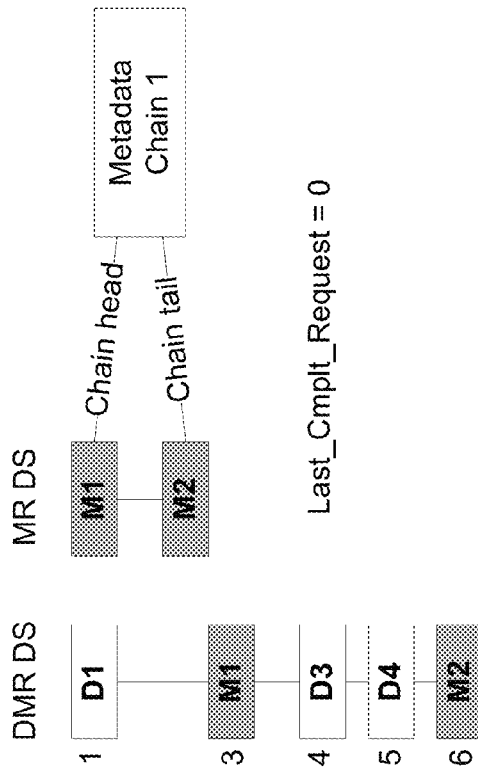 DMR DS
MR DS
1
D1
3
M1
4
D3
5
D4
6
M2
M1
M2
Chain head
Chain tail
Metadata
Chain 1
Last_Cmplt_Request = 0